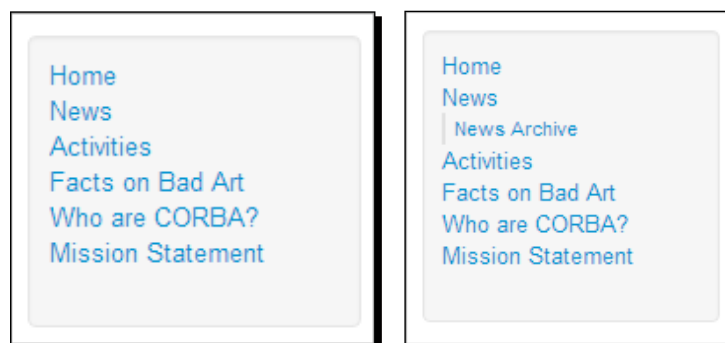 Home
News
Activities
Facts on Bad Art
Who are CORBA?
Mission Statement
Home
News
News Archive
Activities
Facts on Bad Art
Who are CORBA?
Mission Statement